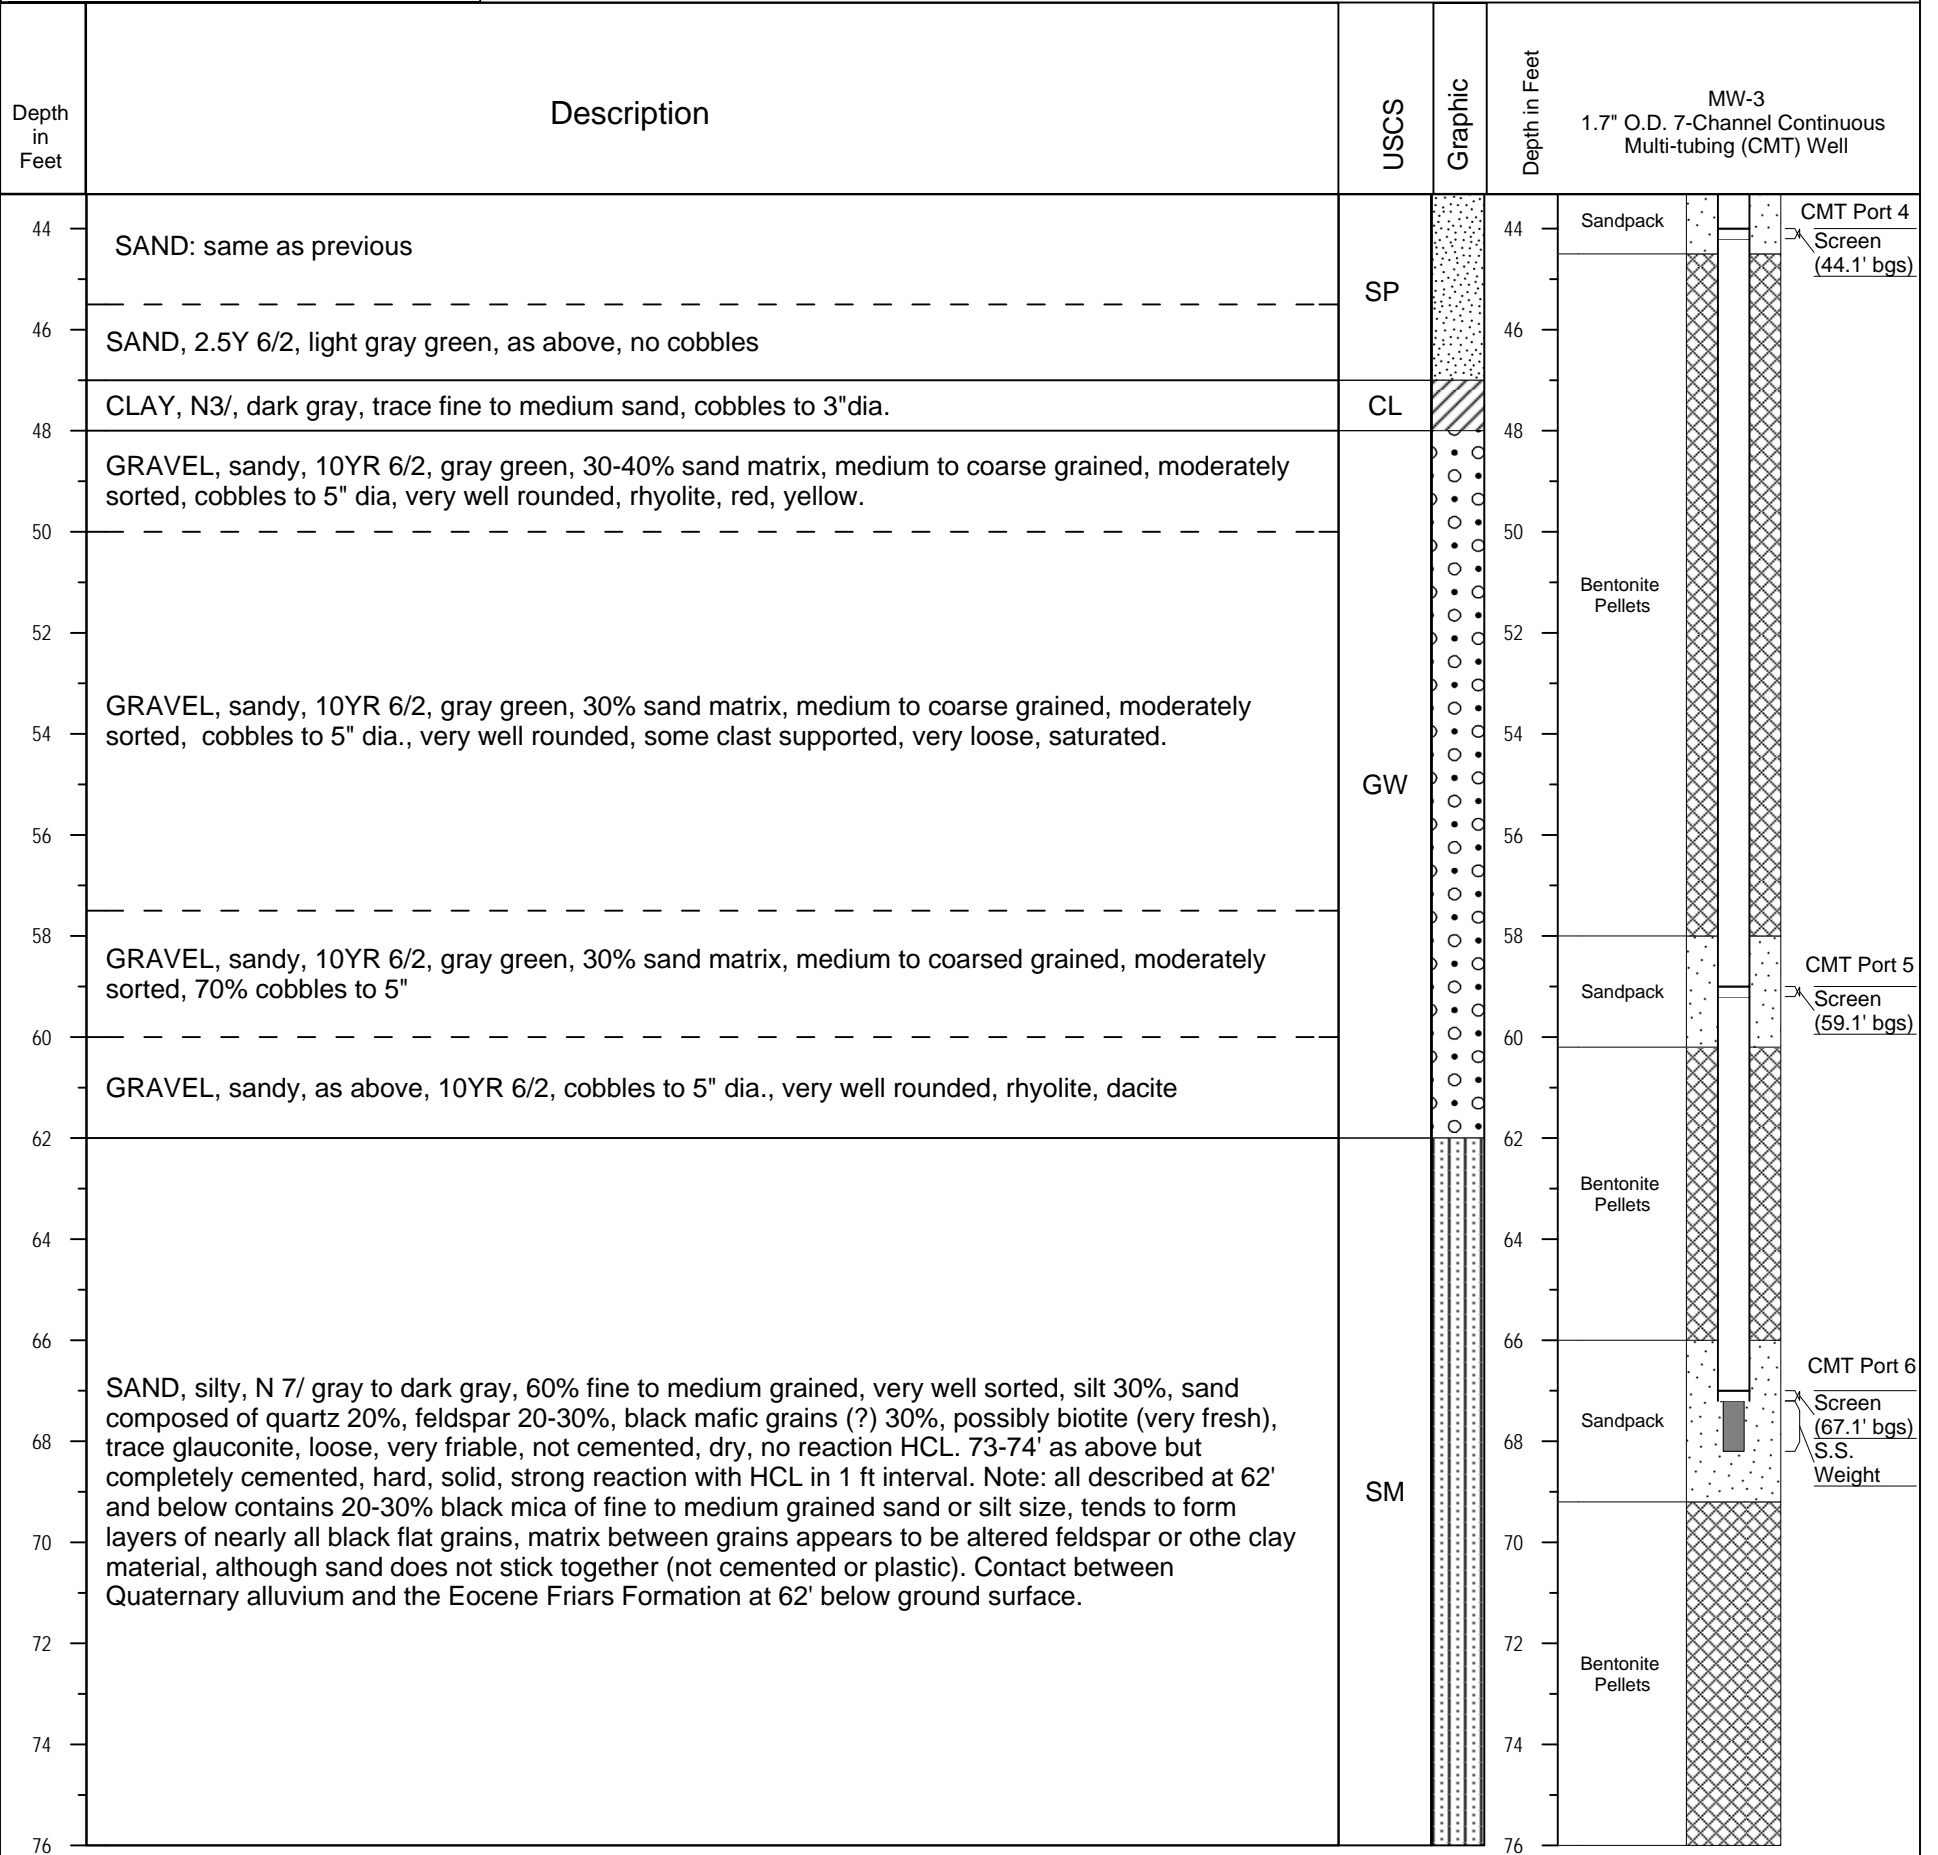 Depth
in
Feet
Description
USCS
Graphic
Depth in Feet
MW-3
1.7" O.D. 7-Channel Continuous
Multi-tubing (CMT) Well
44
46
48
50
52
54
56
58
60
62
64
66
68
70
72
74
76
SAND: same as previous
SAND, 2.5Y 6/2, light gray green, as above, no cobbles
CLAY, N3/, dark gray, trace fine to medium sand, cobbles to 3"dia.
GRAVEL, sandy, 10YR 6/2, gray green, 30-40% sand matrix, medium to coarse grained, moderately
sorted, cobbles to 5" dia, very well rounded, rhyolite, red, yellow.
GRAVEL, sandy, 10YR 6/2, gray green, 30% sand matrix, medium to coarse grained, moderately
sorted, cobbles to 5" dia., very well rounded, some clast supported, very loose, saturated.
GRAVEL, sandy, 10YR 6/2, gray green, 30% sand matrix, medium to coarsed grained, moderately
sorted, 70% cobbles to 5"
GRAVEL, sandy, as above, 10YR 6/2, cobbles to 5" dia., very well rounded, rhyolite, dacite
SAND, silty, N 7/ gray to dark gray, 60% fine to medium grained, very well sorted, silt 30%, sand
composed of quartz 20%, feldspar 20-30%, black mafic grains (?) 30%, possibly biotite (very fresh),
trace glauconite, loose, very friable, not cemented, dry, no reaction HCL. 73-74' as above but
completely cemented, hard, solid, strong reaction with HCL in 1 ft interval. Note: all described at 62'
and below contains 20-30% black mica of fine to medium grained sand or silt size, tends to form
layers of nearly all black flat grains, matrix between grains appears to be altered feldspar or othe clay
material, although sand does not stick together (not cemented or plastic). Contact between
Quaternary alluvium and the Eocene Friars Formation at 62' below ground surface.
SP
CL
GW
SM
44
46
48
50
52
54
56
58
60
62
64
66
68
70
72
74
76
Sandpack
Bentonite
Pellets
Sandpack
Bentonite
Pellets
Sandpack
Bentonite
Pellets
CMT Port 4
Screen
(44.1' bgs)
CMT Port 5
Screen
(59.1' bgs)
CMT Port 6
Screen
(67.1' bgs)
S.S.
Weight